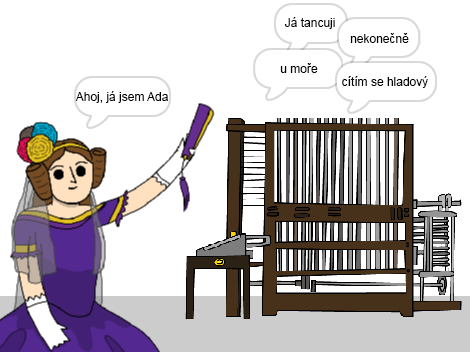 Já tancuji
nekonečně
u moře
cítím se hladový
Ahoj, já jsem Ada